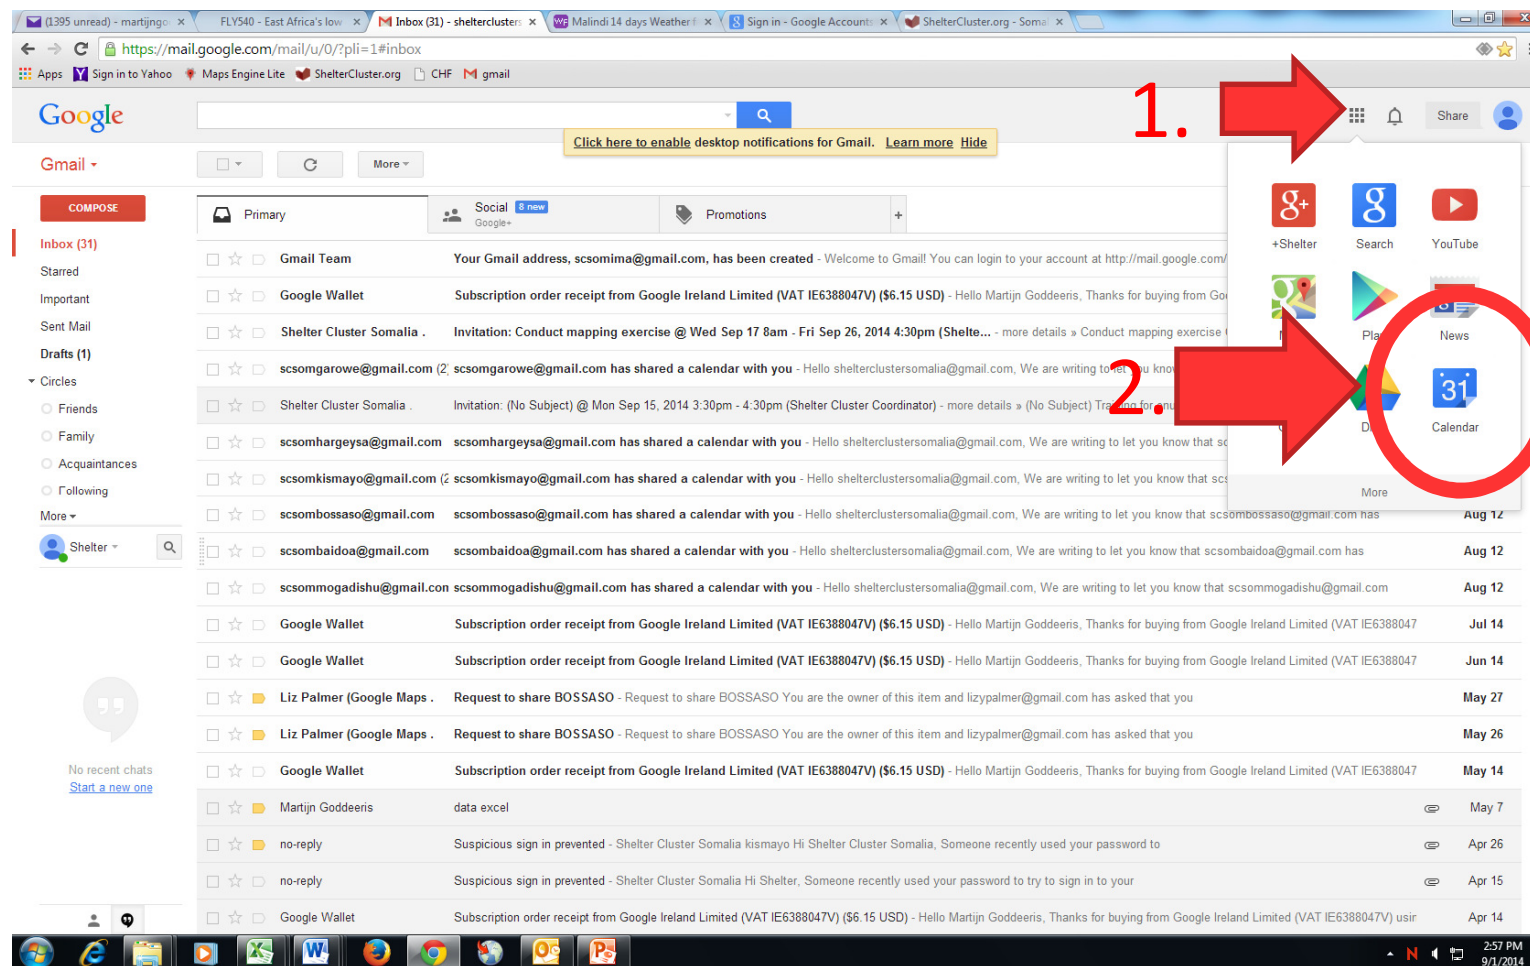 (1395 unread) - martijngo
FLY540 - East Africa's low
Inbox (31) - shelterclusters
Malindi 14 days Weather f
Sign in - Google Accounts
ShelterCluster.org - Somal
https://mail.google.com/mail/u/0/?pli=1#inbox
Apps Sign in to Yahoo Maps Engine Lite ShelterCluster.org CHF gmail
1.
Google
Share
Click here to enable desktop notifications for Gmail. Learn more Hide
Gmail
More
COMPOSE
Primary
Social 8 new
Google+
Promotions
+
+Shelter Search YouTube
News
31
Calendar
More
2.
Inbox (31)
Starred
Important
Sent Mail
Drafts (1)
Circles
Friends
Family
Acquaintances
Following
More
Shelter
No recent chats
Start a new one
Gmail Team Your Gmail address, scsomima@gmail.com, has been created - Welcome to Gmail! You can login to your account at http://mail.google.com/
Google Wallet Subscription order receipt from Google Ireland Limited (VAT IE6388047V) ($6.15 USD) - Hello Martijn Goddeeris, Thanks for buying from Go
Shelter Cluster Somalia . Invitation: Conduct mapping exercise @ Wed Sep 17 8am - Fri Sep 26, 2014 4:30pm (Shelte... - more details » Conduct mapping exercise
scsomgarowe@gmail.com (2) scsomgarowe@gmail.com has shared a calendar with you - Hello shelterclustersomalia@gmail.com, We are writing to let you know
Shelter Cluster Somalia . Invitation: (No Subject) @ Mon Sep 15, 2014 3:30pm - 4:30pm (Shelter Cluster Coordinator) - more details » (No Subject) Training for
scsomhargeysa@gmail.com scsomhargeysa@gmail.com has shared a calendar with you - Hello shelterclustersomalia@gmail.com, We are writing to let you know that sc
scsomkismayo@gmail.com (2 scsomkismayo@gmail.com has shared a calendar with you - Hello shelterclustersomalia@gmail.com, We are writing to let you know that sc
scsombossaso@gmail.com scsombossaso@gmail.com has shared a calendar with you - Hello shelterclustersomalia@gmail.com, We are writing to let you know that scsombossaso@gmail.com has Aug 12
scsombaidoa@gmail.com scsombaidoa@gmail.com has shared a calendar with you - Hello shelterclustersomalia@gmail.com, We are writing to let you know that scsombaidoa@gmail.com has Aug 12
scsommogadishu@gmail.com scsommogadishu@gmail.com has shared a calendar with you - Hello shelterclustersomalia@gmail.com, We are writing to let you know that scsommogadishu@gmail.com Aug 12
Google Wallet Subscription order receipt from Google Ireland Limited (VAT IE6388047V) ($6.15 USD) - Hello Martijn Goddeeris, Thanks for buying from Google Ireland Limited (VAT IE6388047 Jul 14
Google Wallet Subscription order receipt from Google Ireland Limited (VAT IE6388047V) ($6.15 USD) - Hello Martijn Goddeeris, Thanks for buying from Google Ireland Limited (VAT IE6388047 Jun 14
Liz Palmer (Google Maps . Request to share BOSSASO - Request to share BOSSASO You are the owner of this item and lizypalmer@gmail.com has asked that you May 27
Liz Palmer (Google Maps . Request to share BOSSASO - Request to share BOSSASO You are the owner of this item and lizypalmer@gmail.com has asked that you May 26
Google Wallet Subscription order receipt from Google Ireland Limited (VAT IE6388047V) ($6.15 USD) - Hello Martijn Goddeeris, Thanks for buying from Google Ireland Limited (VAT IE6388047 May 14
Martijn Goddeeris data excel May 7
no-reply Suspicious sign in prevented - Shelter Cluster Somalia kismayo Hi Shelter Cluster Somalia, Someone recently used your password to Apr 26
no-reply Suspicious sign in prevented - Shelter Cluster Somalia Hi Shelter, Someone recently used your password to try to sign in to your Apr 15
Google Wallet Subscription order receipt from Google Ireland Limited (VAT IE6388047V) ($6.15 USD) - Hello Martijn Goddeeris, Thanks for buying from Google Ireland Limited (VAT IE6388047V) usir Apr 14
2:57 PM
9/1/2014